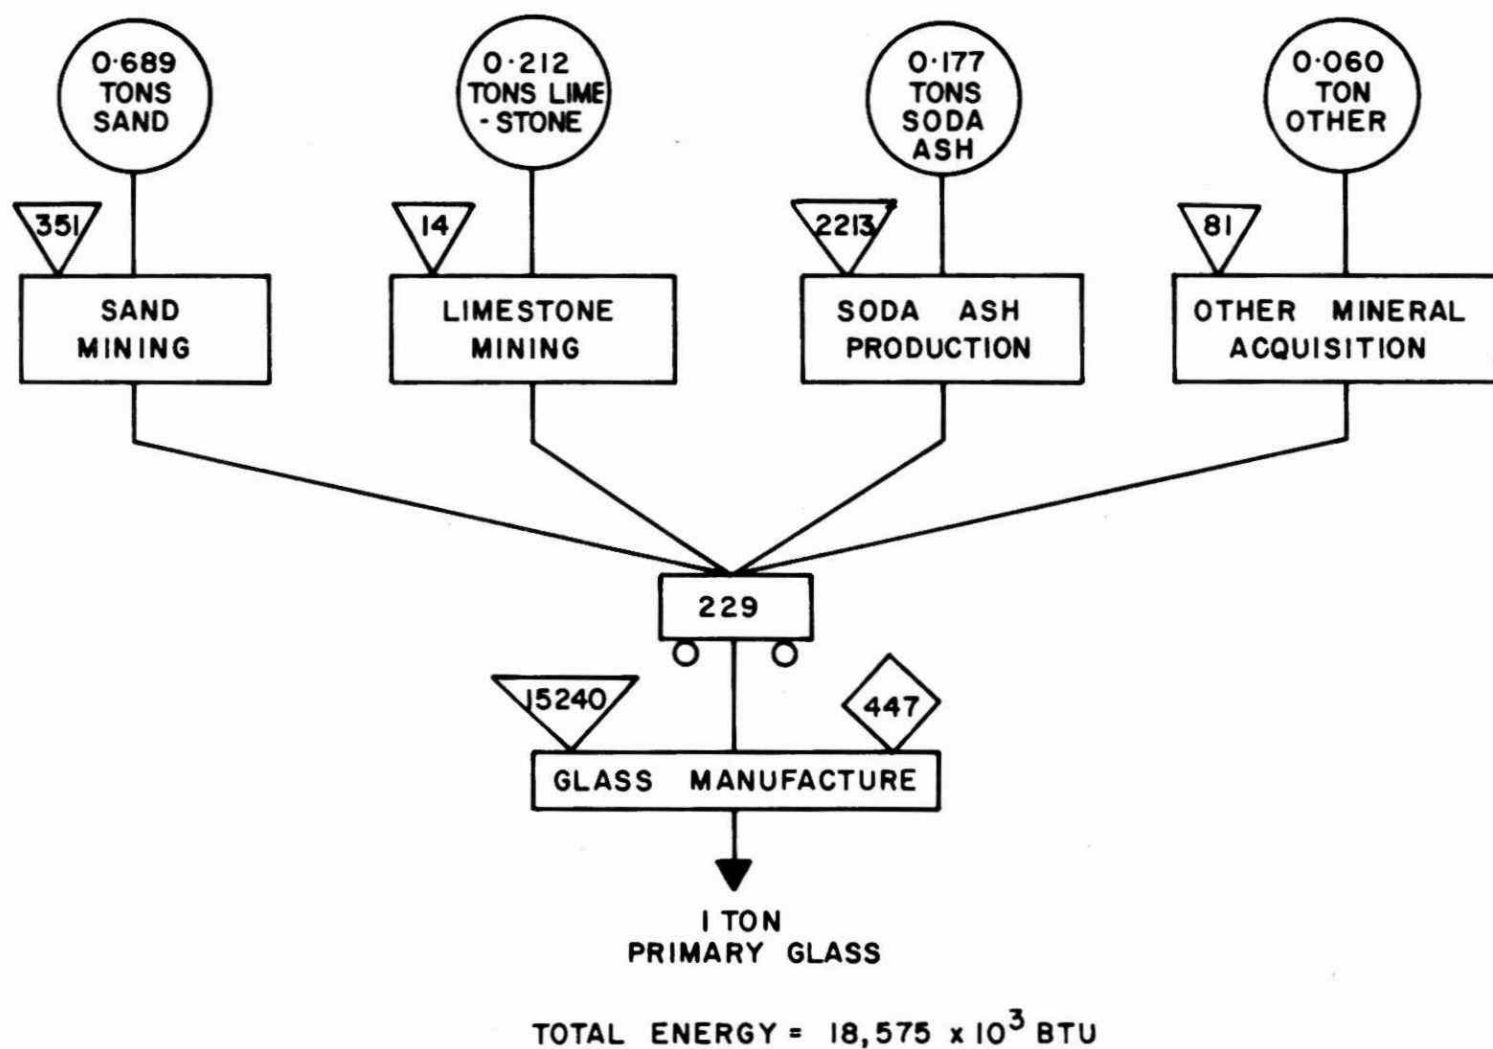 0·689
TONS
SAND
0·212
TONS LIME
- STONE
0·177
TONS
SODA
ASH
0·060
TON
OTHER
351
14
2213
81
SAND
MINING
LIMESTONE
MINING
SODA ASH
PRODUCTION
OTHER MINERAL
ACQUISITION
229
15240
447
GLASS MANUFACTURE
1 TON
PRIMARY GLASS
TOTAL ENERGY = 18,575 x 10³ BTU